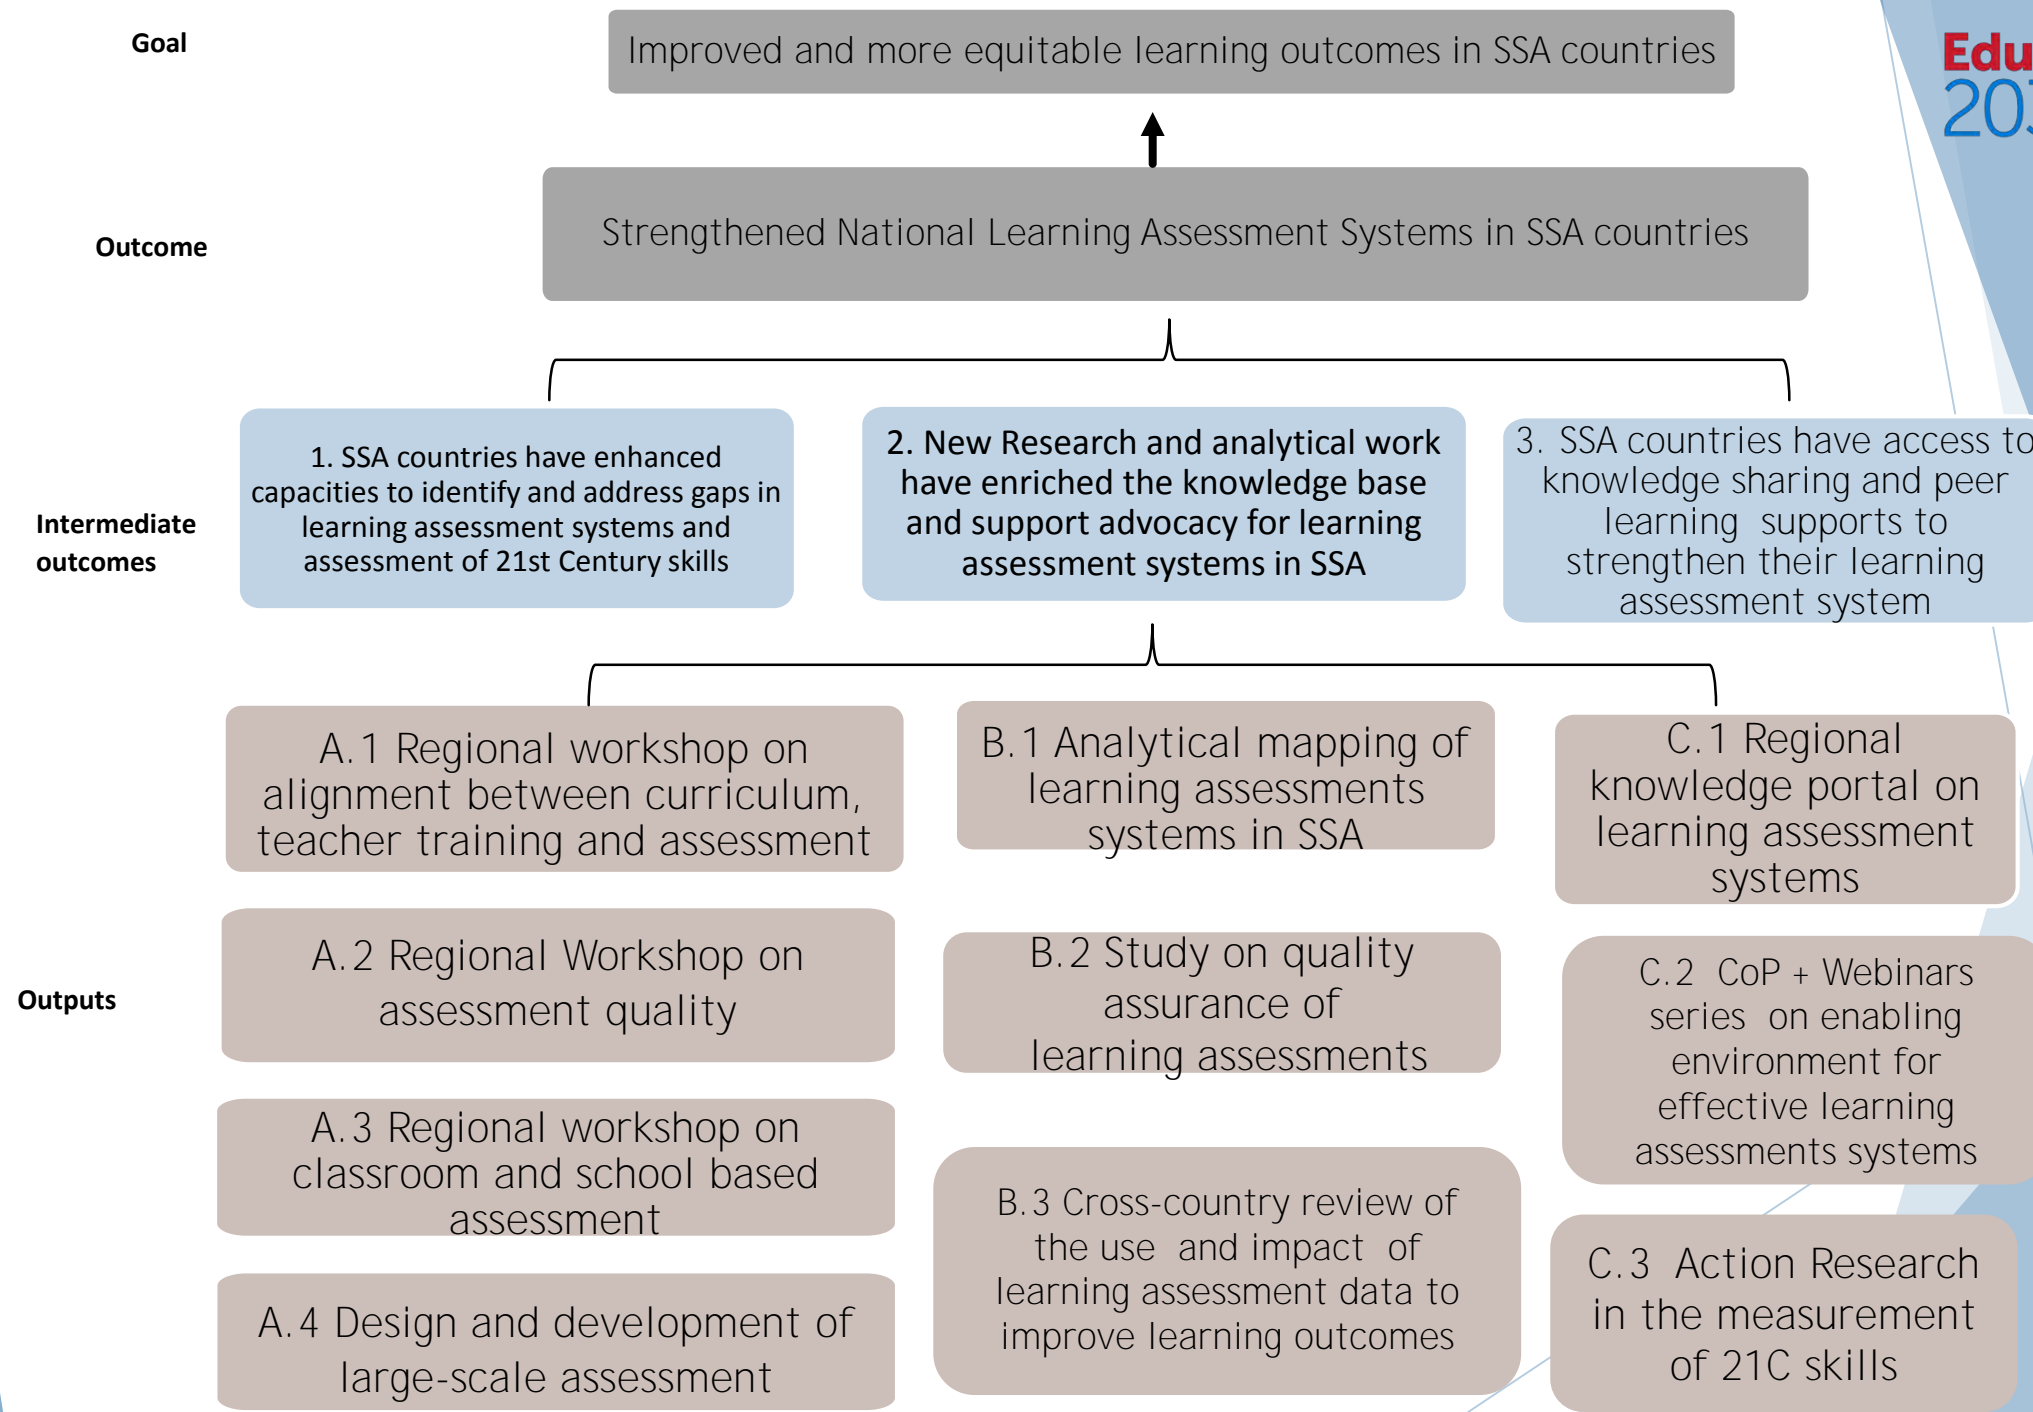 Goal
Improved and more equitable learning outcomes in SSA countries
Outcome
Strengthened National Learning Assessment Systems in SSA countries
Intermediate
outcomes
1. SSA countries have enhanced
capacities to identify and address gaps in
learning assessment systems and
assessment of 21st Century skills
2. New Research and analytical work
have enriched the knowledge base
and support advocacy for learning
assessment systems in SSA
3. SSA countries have access to
knowledge sharing and peer
learning supports to
strengthen their learning
assessment system
Outputs
A.1 Regional workshop on
alignment between curriculum,
teacher training and assessment
A.2 Regional Workshop on
assessment quality
A.3 Regional workshop on
classroom and school based
assessment
A.4 Design and development of
large-scale assessment
B.1 Analytical mapping of
learning assessments
systems in SSA
B.2 Study on quality
assurance of
learning assessments
B.3 Cross-country review of
the use and impact of
learning assessment data to
improve learning outcomes
C.1 Regional
knowledge portal on
learning assessment
systems
C.2 CoP + Webinars
series on enabling
environment for
effective learning
assessments systems
C.3 Action Research
in the measurement
of 21C skills